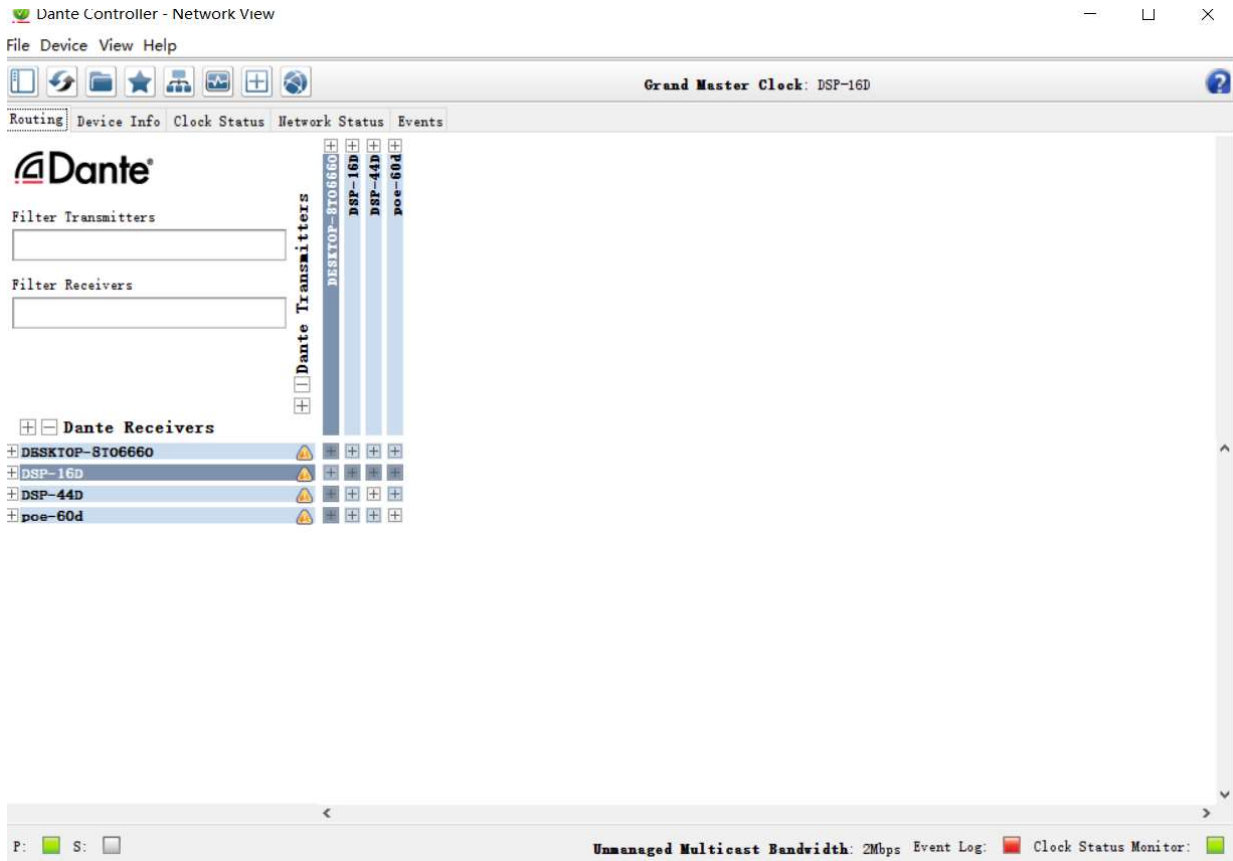 Dante Controller - Network View
File Device View Help
Grand Master Clock: DSP-16D
Routing Device Info Clock Status Network Status Events
Dante
Filter Transmitters
Filter Receivers
Dante Transmitters
DESKTOP-8TO6660
DSP-16D
DSP-44D
poe-60d
Dante Receivers
DESKTOP-8TO6660
DSP-16D
DSP-44D
poe-60d
P: S: Unmanaged Multicast Bandwidth: 2Mbps Event Log: Clock Status Monitor: